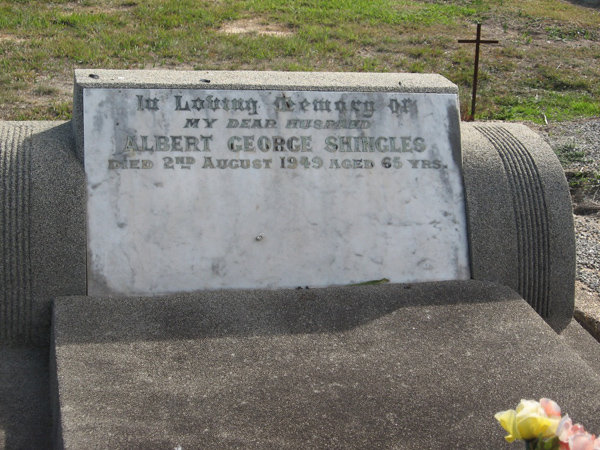 In Loving Memory Of
MY DEAR HUSBAND
ALBERT GEORGE SHINGLES
DIED 2ND AUGUST 1949 AGED 65 YRS.